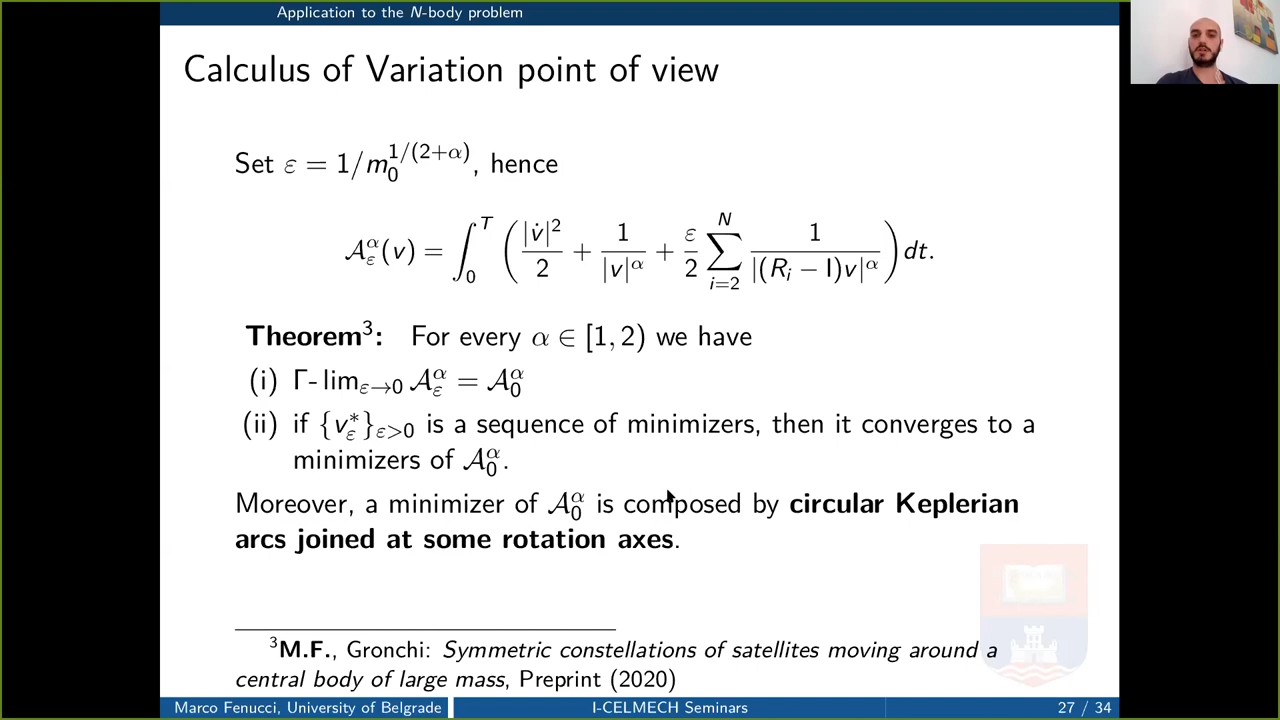 Application to the N-body problem
Calculus of Variation point of view
Set ε = 1/m_0^{1/(2+α)}, hence
𝒜_ε^α(v) = ∫_0^T ( |v̇|²/2 + 1/|v|^α + ε/2 ∑_{i=2}^N 1/|(R_i − I)v|^α ) dt.
Theorem³: For every α ∈ [1, 2) we have
(i) Γ- lim_{ε→0} 𝒜_ε^α = 𝒜_0^α
(ii) if {v_ε^*}_{ε>0} is a sequence of minimizers, then it converges to a
minimizers of 𝒜_0^α.
Moreover, a minimizer of 𝒜_0^α is composed by circular Keplerian
arcs joined at some rotation axes.
³M.F., Gronchi: Symmetric constellations of satellites moving around a
central body of large mass, Preprint (2020)
Marco Fenucci, University of Belgrade I-CELMECH Seminars 27 / 34